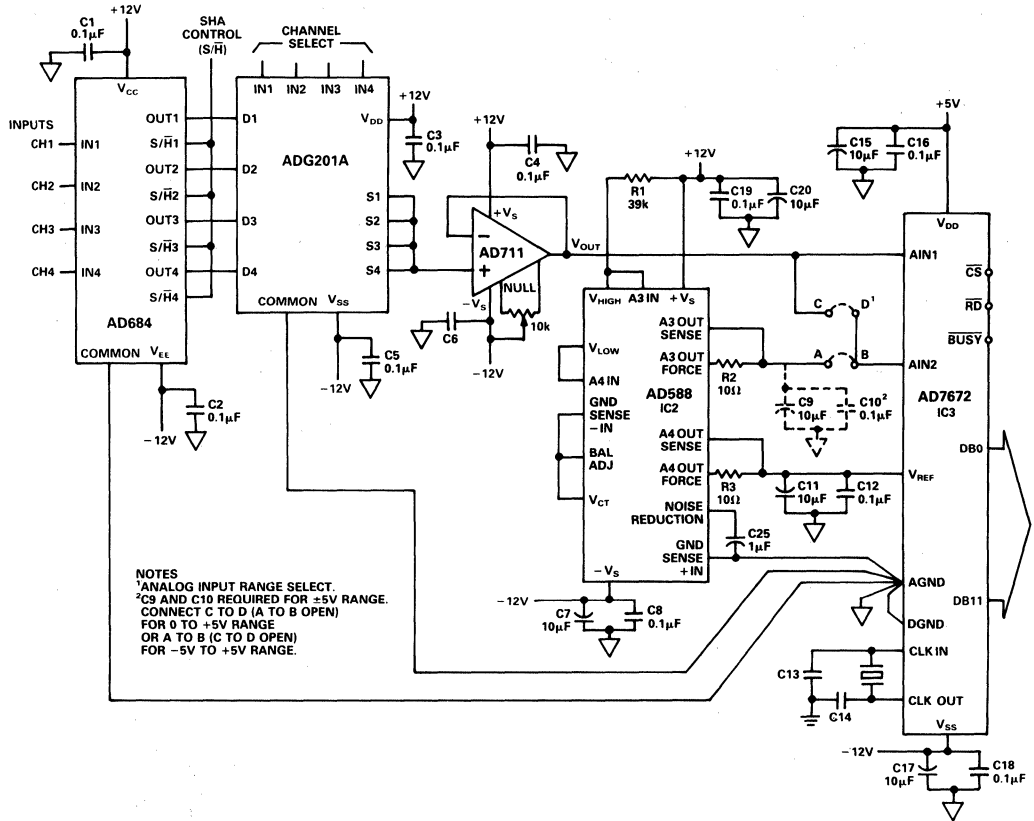 C1
0.1µF
+12V
SHA
CONTROL
(S/H̅)
CHANNEL
SELECT
IN1 IN2 IN3 IN4
VCC
INPUTS
CH1
CH2
CH3
CH4
IN1
IN2
IN3
IN4
OUT1
S/H̅1
OUT2
S/H̅2
OUT3
S/H̅3
OUT4
S/H̅4
AD684
COMMON VEE
C2
0.1µF
-12V
D1
D2
D3
D4
ADG201A
VDD
S1
S2
S3
S4
COMMON VSS
+12V
C3
0.1µF
-12V
C5
0.1µF
+12V
C4
0.1µF
+VS
−
+
AD711
-VS
NULL
10k
C6
-12V
VOUT
R1
39k
+12V
C19
0.1µF
C20
10µF
VHIGH A3 IN +VS
VLOW
A4 IN
GND
SENSE
-IN
BAL
ADJ
VCT
A3 OUT
SENSE
A3 OUT
FORCE
AD588
IC2
A4 OUT
SENSE
A4 OUT
FORCE
NOISE
REDUCTION
GND
SENSE
+IN
-VS
R2
10Ω
R3
10Ω
C25
1µF
-12V
C7
10µF
C8
0.1µF
C D¹
A B
C9
10µF
C10²
0.1µF
C11
10µF
C12
0.1µF
+5V
C15
10µF
C16
0.1µF
VDD
AIN1
AIN2
AD7672
IC3
VREF
AGND
DGND
CLK IN
CLK OUT
VSS
C̅S̅
R̅D̅
B̅U̅S̅Y̅
DB0
DB11
C13
C14
-12V
C17
10µF
C18
0.1µF
NOTES
¹ANALOG INPUT RANGE SELECT.
²C9 AND C10 REQUIRED FOR ±5V RANGE.
CONNECT C TO D (A TO B OPEN)
FOR 0 TO +5V RANGE
OR A TO B (C TO D OPEN)
FOR -5V TO +5V RANGE.